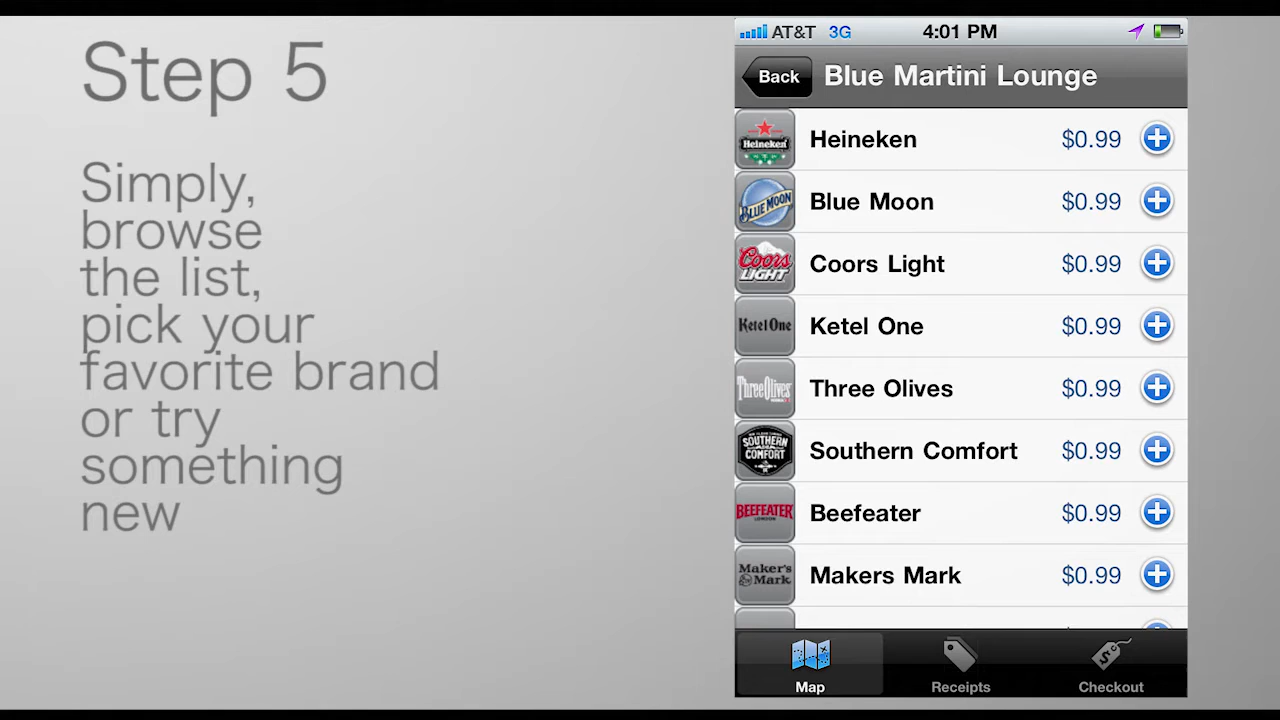 Step 5
Simply,
browse
the list,
pick your
favorite brand
or try
something
new
AT&T 3G 4:01 PM
Back Blue Martini Lounge
Heineken Heineken $0.99
BLUE MOON Blue Moon $0.99
Coors
LIGHT Coors Light $0.99
Ketel One Ketel One $0.99
ThreeOlives Three Olives $0.99
SOUTHERN
COMFORT Southern Comfort $0.99
BEEFEATER
LONDON Beefeater $0.99
Maker's
Mark Makers Mark $0.99
Map Receipts Checkout